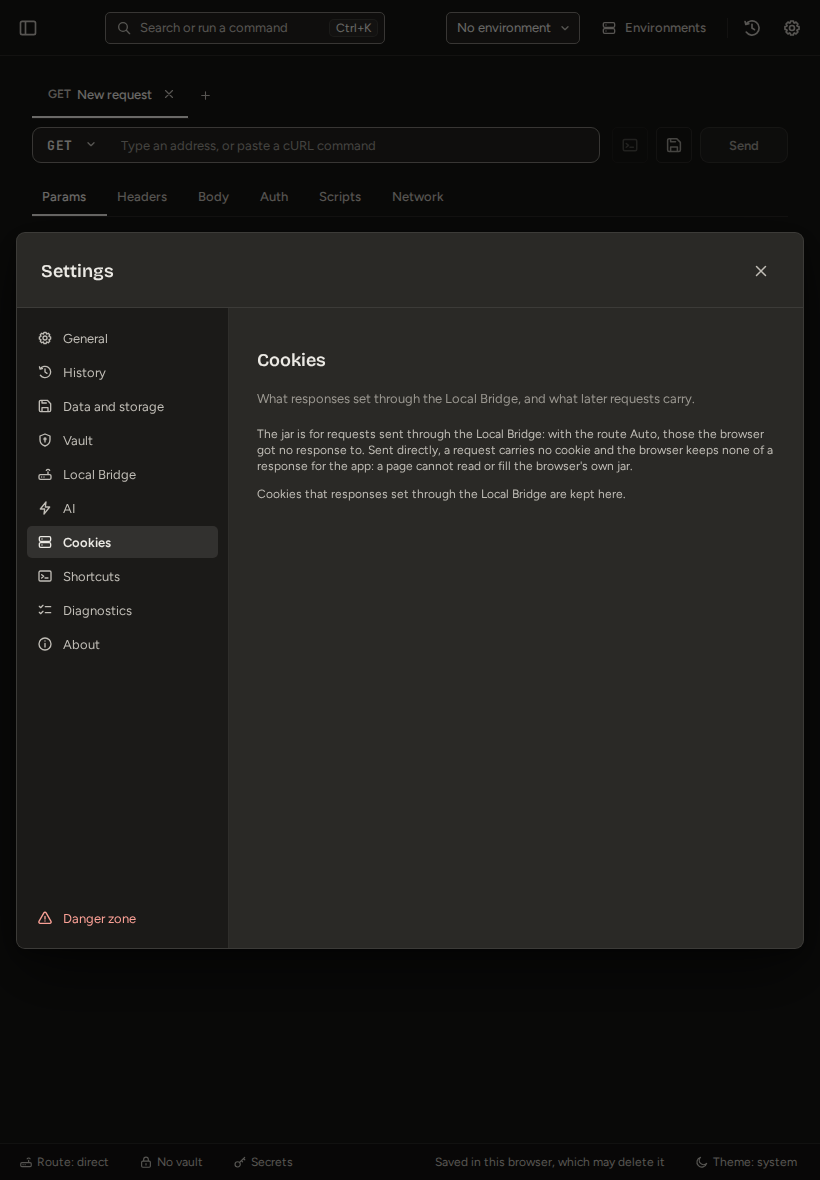 Search or run a command
Ctrl+K
No environment
Environments
GET New request
GET
Type an address, or paste a cURL command
Send
Params
Headers
Body
Auth
Scripts
Network
Settings
General
History
Data and storage
Vault
Local Bridge
AI
Cookies
Shortcuts
Diagnostics
About
Danger zone
Cookies
What responses set through the Local Bridge, and what later requests carry.
The jar is for requests sent through the Local Bridge: with the route Auto, those the browser
got no response to. Sent directly, a request carries no cookie and the browser keeps none of a
response for the app: a page cannot read or fill the browser's own jar.
Cookies that responses set through the Local Bridge are kept here.
Route: direct
No vault
Secrets
Saved in this browser, which may delete it
Theme: system